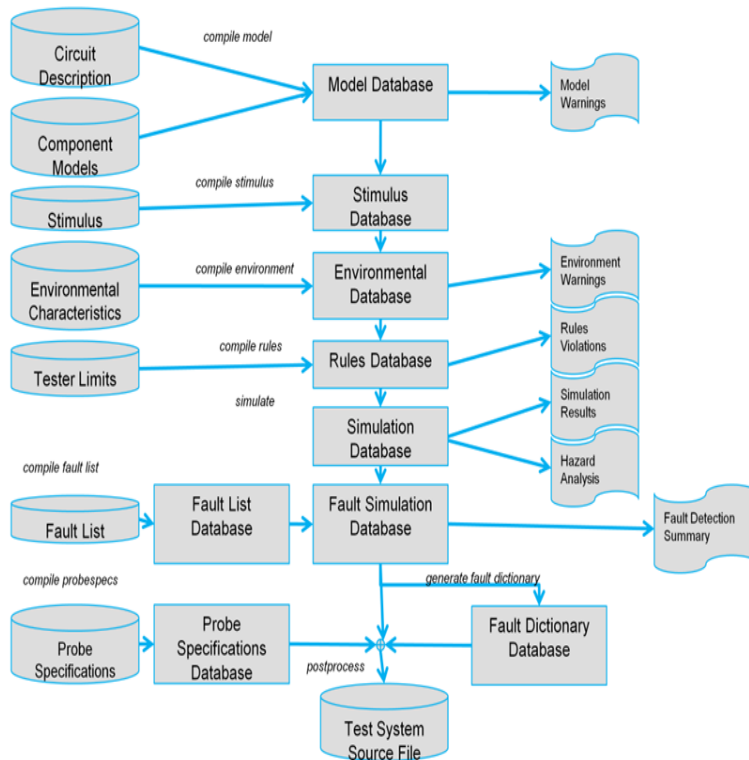 Circuit
Description
compile model
Model Database
Model
Warnings
Component
Models
compile stimulus
Stimulus
Stimulus
Database
Environmental
Characteristics
compile environment
Environmental
Database
Environment
Warnings
Tester Limits
compile rules
Rules Database
Rules
Violations
simulate
Simulation
Database
Simulation
Results
Hazard
Analysis
compile fault list
Fault List
Fault List
Database
Fault Simulation
Database
Fault Detection
Summary
compile probespecs
generate fault dictionary
Probe
Specifications
Probe
Specifications
Database
Fault Dictionary
Database
postprocess
Test System
Source File